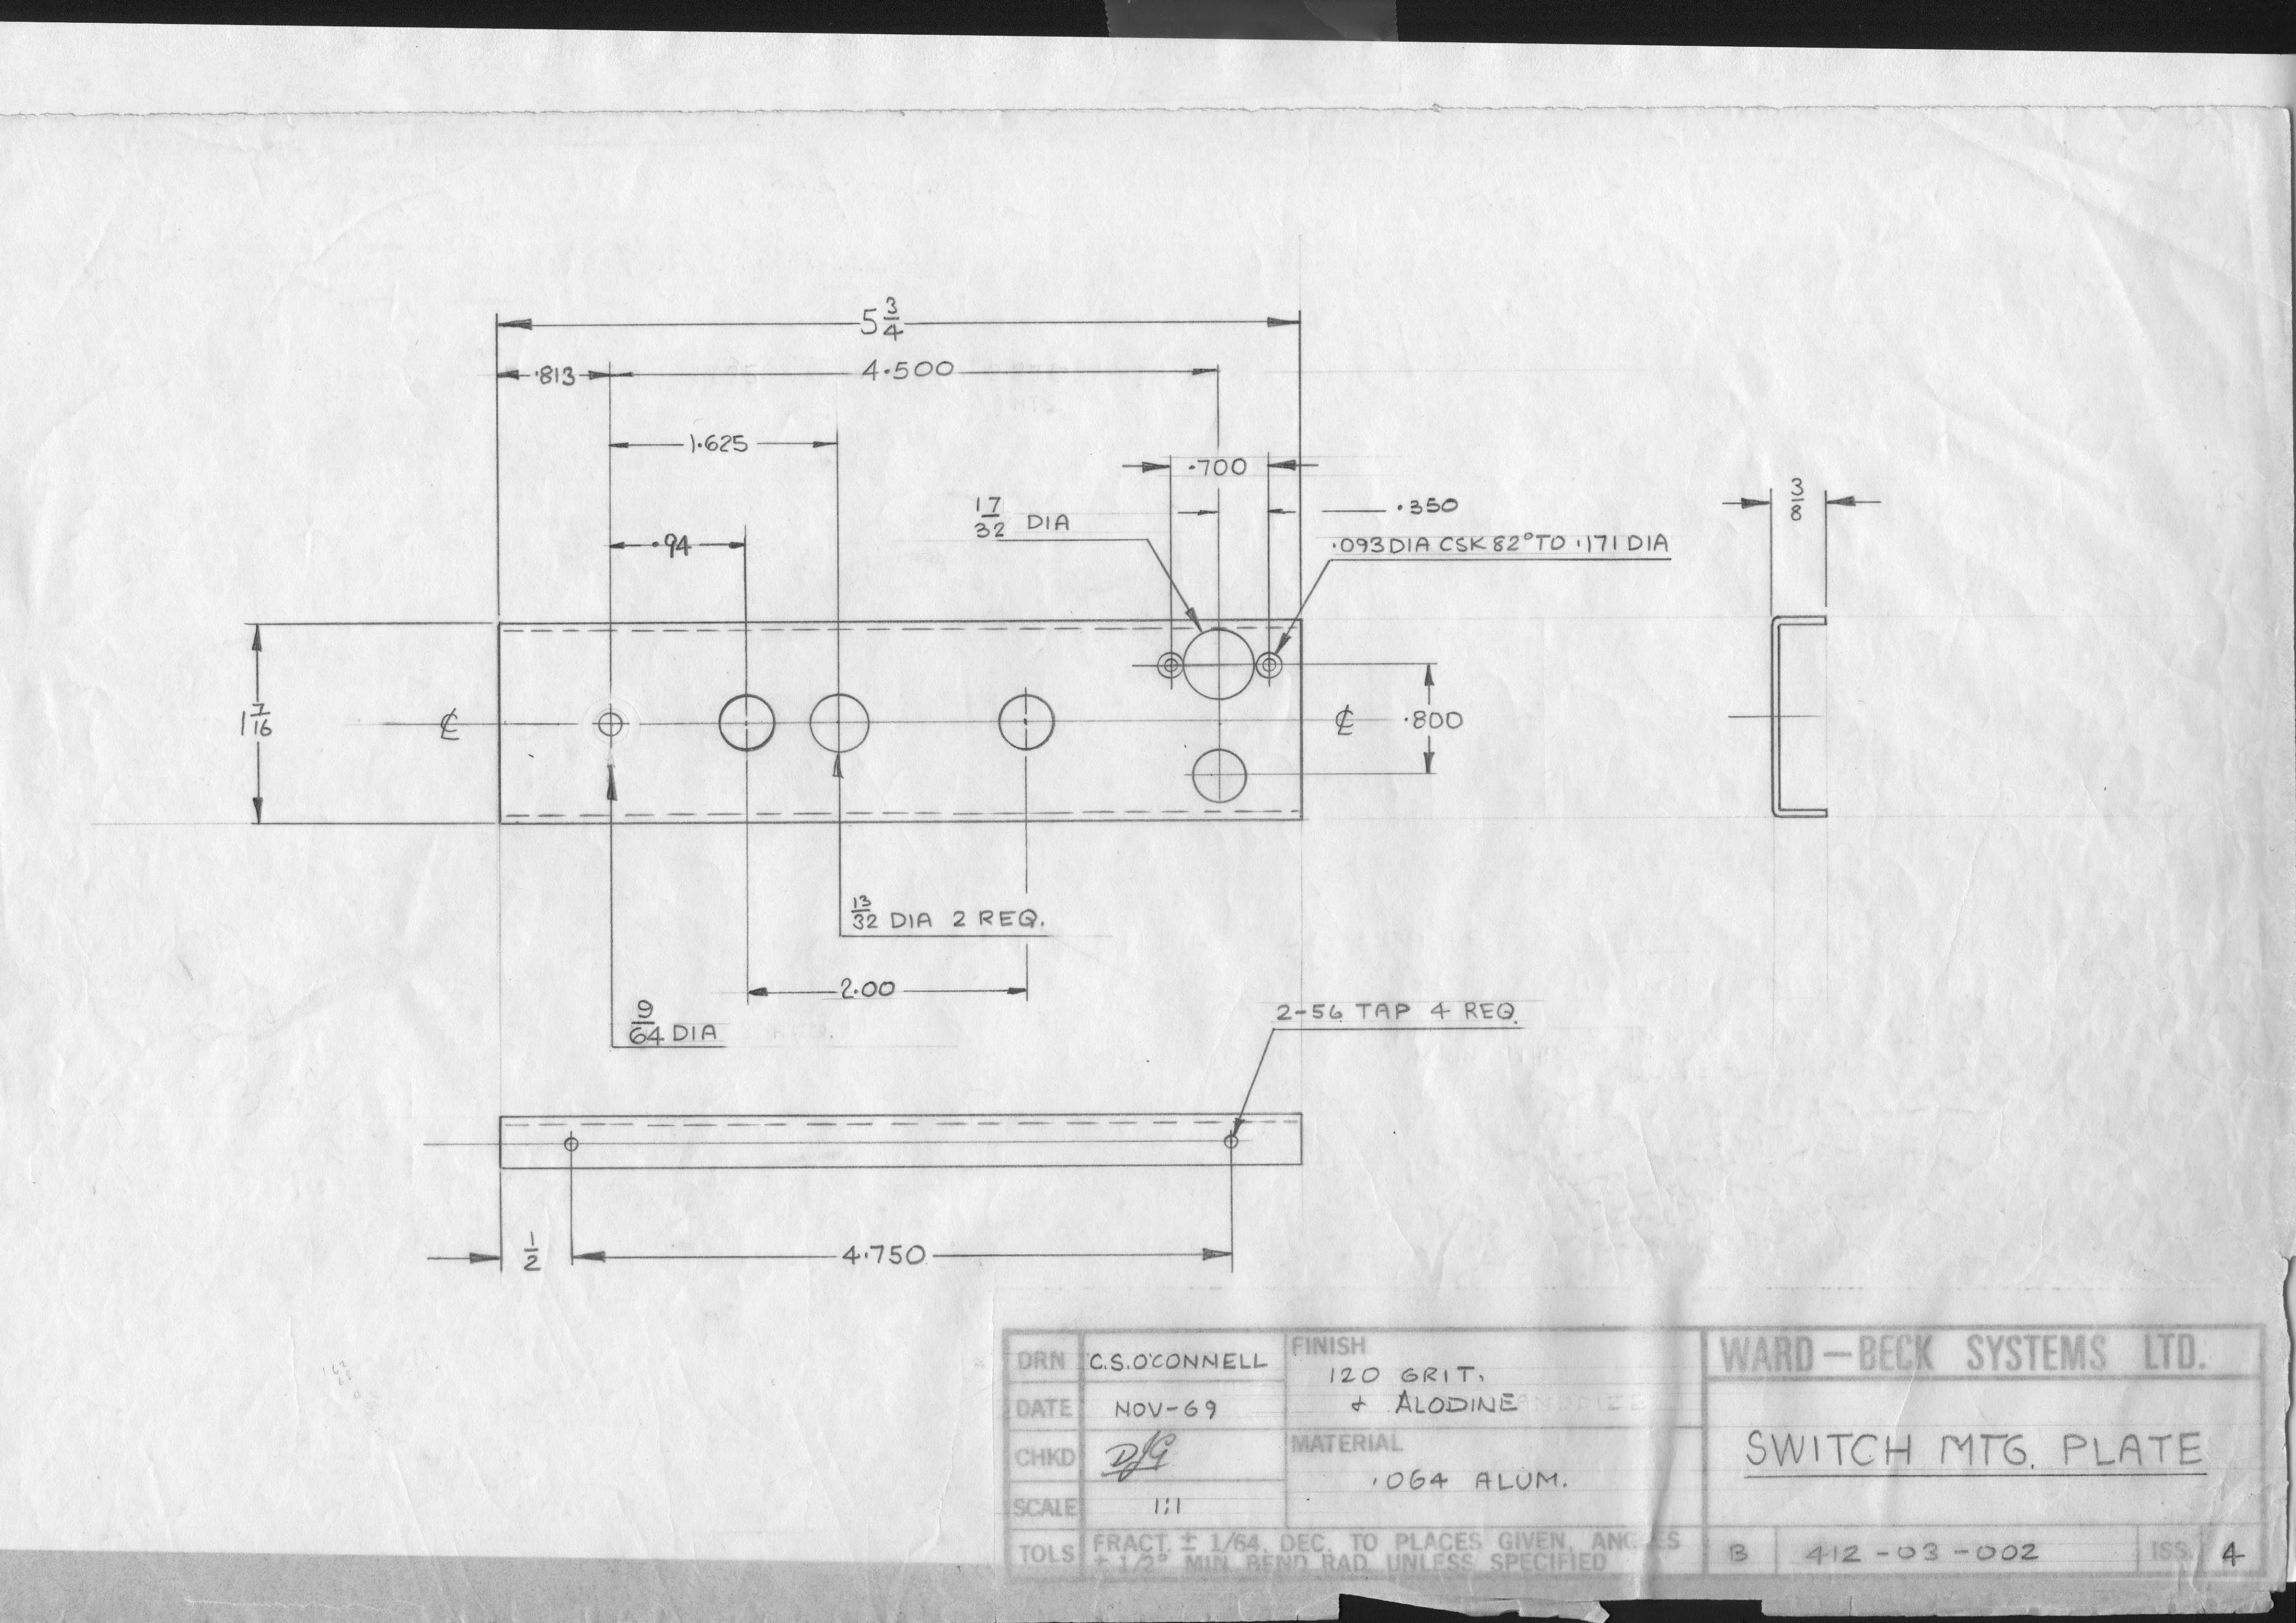 5 3/4
.813
4.500
1.625
.700
17/32 DIA
.350
.94
.093 DIA CSK 82° TO .171 DIA
3/8
1 7/16
℄
℄
.800
13/32 DIA 2 REQ.
2.00
9/64 DIA
2-56 TAP 4 REQ.
1/2
4.750
DRN C.S.O'CONNELL
DATE NOV-69
CHKD DJG
SCALE 1:1
FINISH
120 GRIT.
& ALODINE
MATERIAL
.064 ALUM.
TOLS FRACT. ± 1/64, DEC. TO PLACES GIVEN, ANGLES
± 1/2° MIN. BEND RAD. UNLESS SPECIFIED
WARD-BECK SYSTEMS LTD.
SWITCH MTG. PLATE
B 412-03-002 ISS. 4